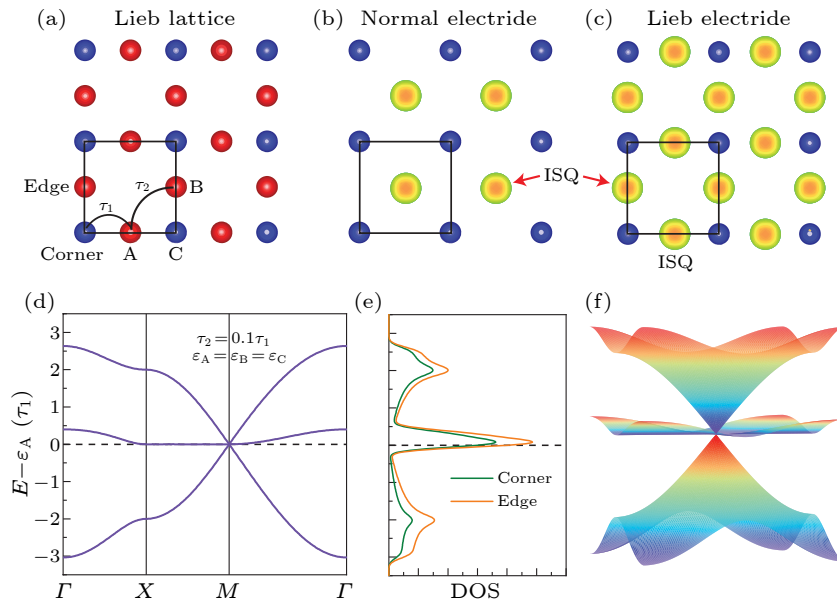 (a) Lieb lattice
(b) Normal electride
(c) Lieb electride
Edge
τ1
τ2
B
Corner
A
C
ISQ
ISQ
(d)
τ2=0.1τ1
εA=εB=εC
E−εA (τ1)
3
2
1
0
−1
−2
−3
Γ
X
M
Γ
(e)
Corner
Edge
DOS
(f)